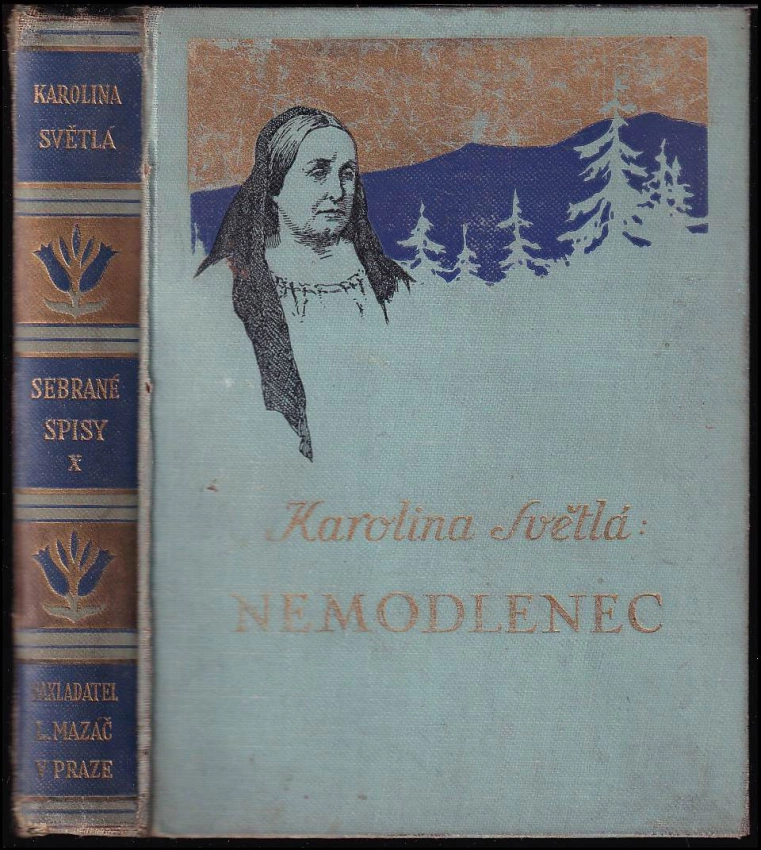 KAROLINA
SVĚTLÁ
SEBRANÉ
SPISY
X
NAKLADATEL
L. MAZAČ
V PRAZE
Karolina Světlá:
NEMODLENEC